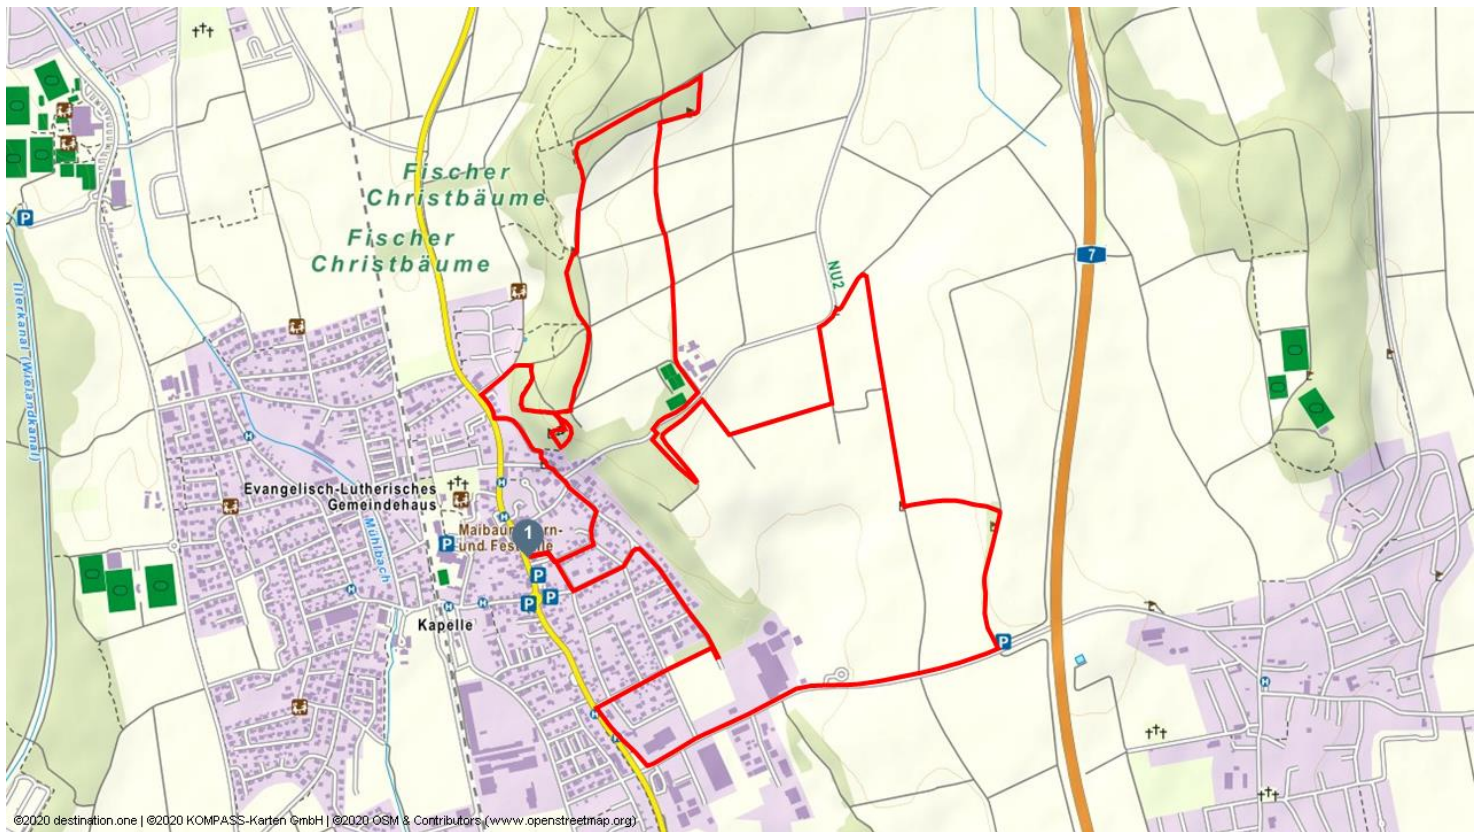 Fischer
Christbäume
Fischer
Christbäume
P
NU2
7
Illerkanal (Wielandkanal)
H
Evangelisch-Lutherisches
Gemeindehaus
H
Mühlbach
H
1
P
P
P
P
H
H
H
Kapelle
P
H
H
H
©2020 destination.one | ©2020 KOMPASS-Karten GmbH | ©2020 OSM & Contributors (www.openstreetmap.org)